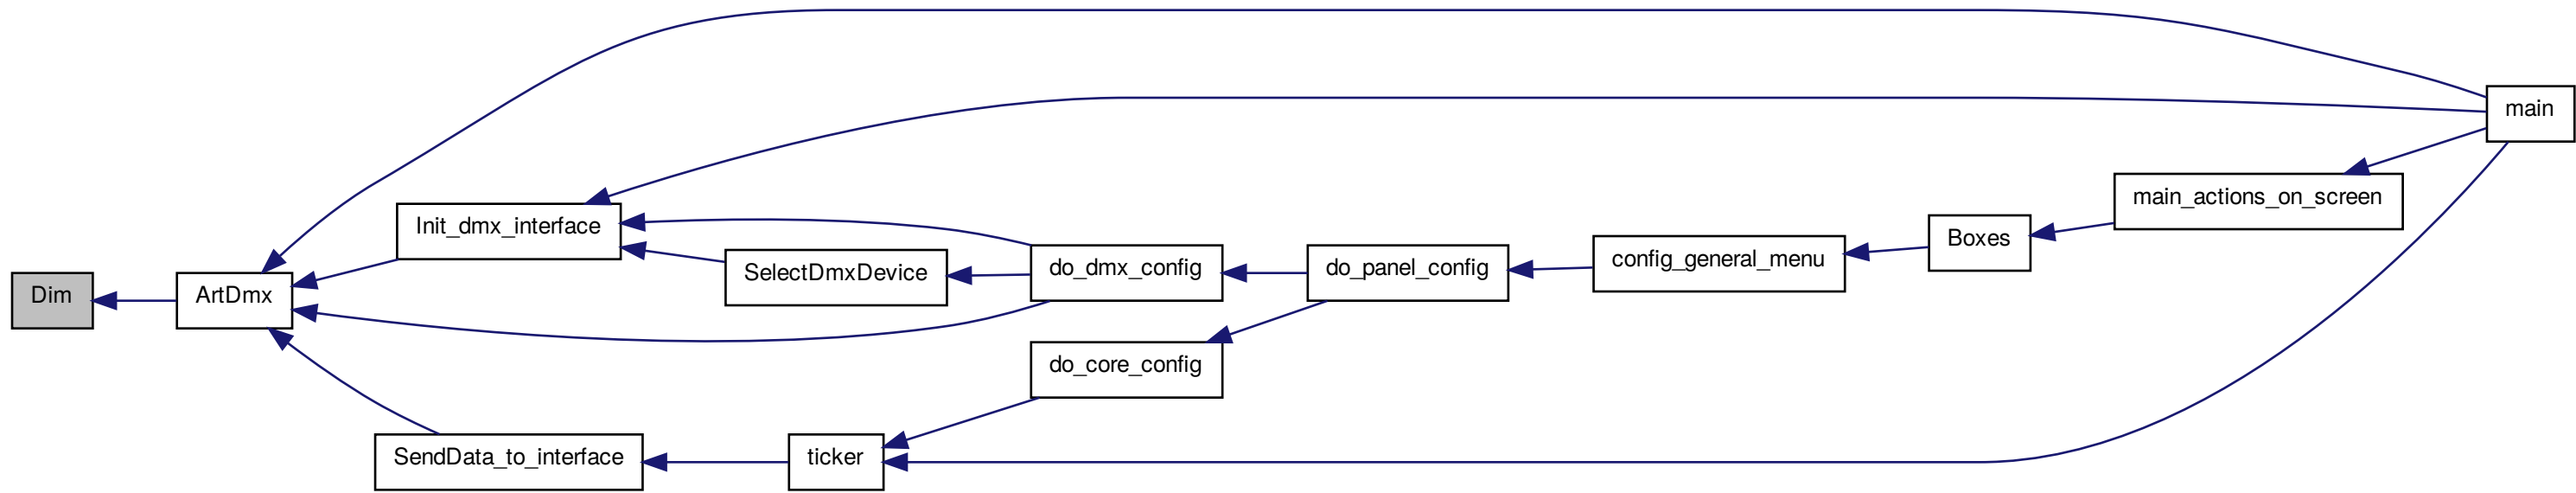 Dim
ArtDmx
Init_dmx_interface
SelectDmxDevice
do_dmx_config
do_panel_config
config_general_menu
Boxes
main_actions_on_screen
main
do_core_config
SendData_to_interface
ticker